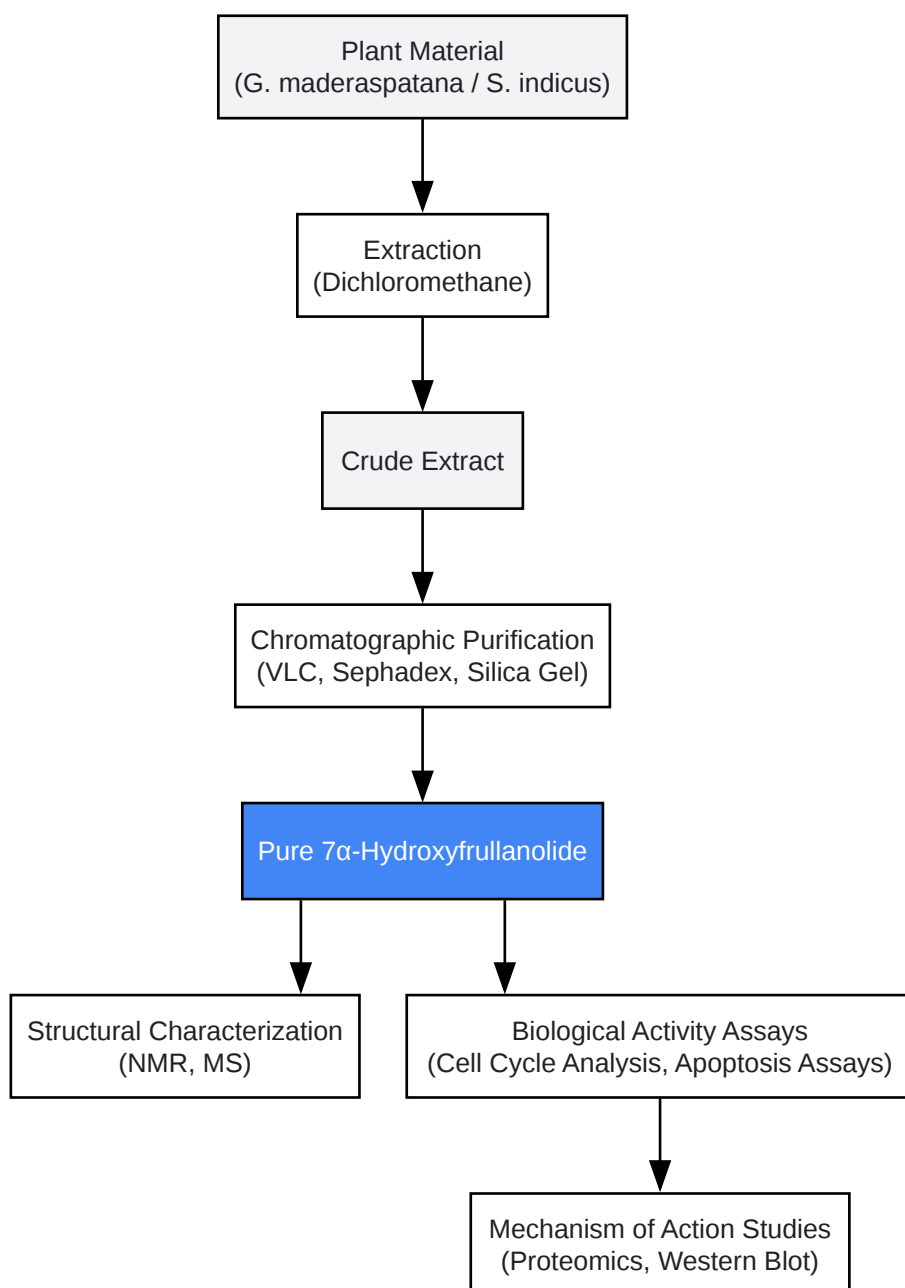 Plant Material
(G. maderaspatana / S. indicus)
Extraction
(Dichloromethane)
Crude Extract
Chromatographic Purification
(VLC, Sephadex, Silica Gel)
Pure 7α-Hydroxyfrullanolide
Structural Characterization
(NMR, MS)
Biological Activity Assays
(Cell Cycle Analysis, Apoptosis Assays)
Mechanism of Action Studies
(Proteomics, Western Blot)